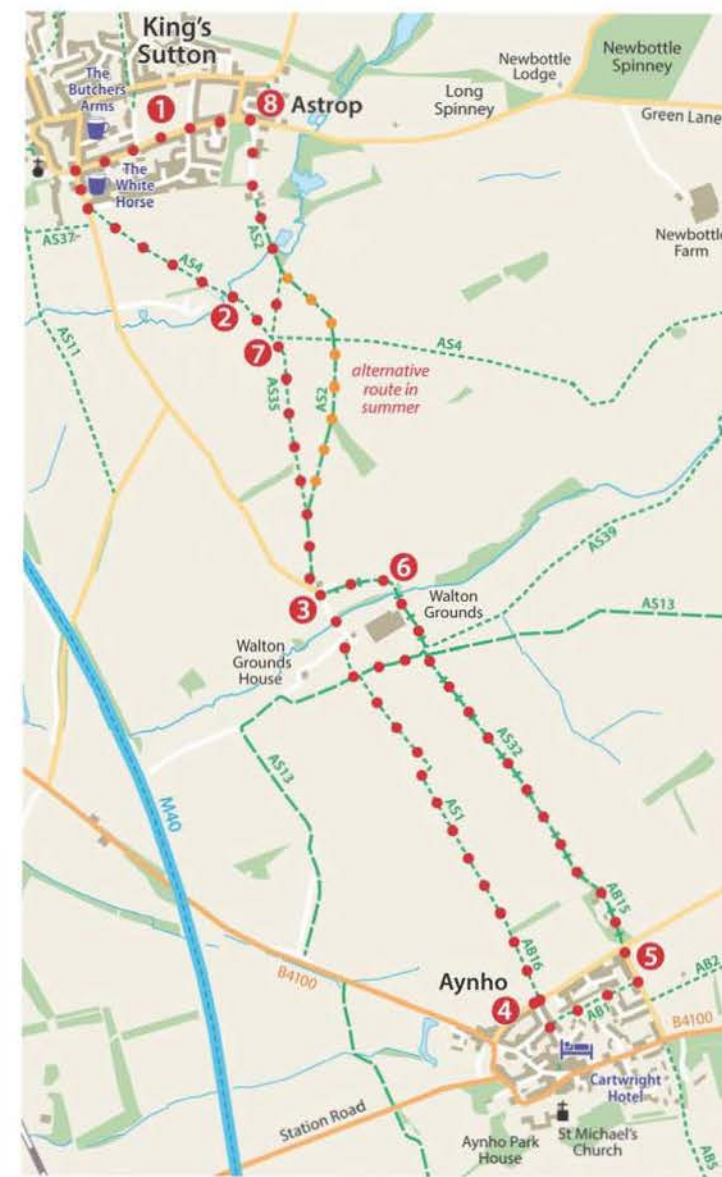 King's
Sutton
The
Butchers
Arms
1
8
Astrop
Newbottle
Lodge
Newbottle
Spinney
Long
Spinney
Green Lane
The
White
Horse
AS37
AS4
AS2
Newbottle
Farm
2
AS11
7
AS4
AS35
AS2
alternative
route in
summer
AS39
6
3
Walton
Grounds
AS13
Walton
Grounds
House
AS32
AS13
M40
AS1
AB15
AB16
B4100
Aynho
5
4
AB1
AB2
B4100
Cartwright
Hotel
Station Road
Aynho Park
House
St Michael's
Church
AB5